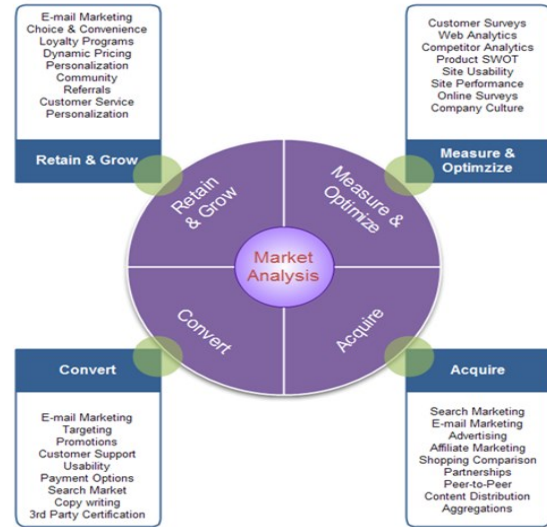 E-mail Marketing
Choice & Convenience
Loyalty Programs
Dynamic Pricing
Personalization
Community
Referrals
Customer Service
Personalization
Retain & Grow
Customer Surveys
Web Analytics
Competitor Analytics
Product SWOT
Site Usability
Site Performance
Online Surveys
Company Culture
Measure &
Optimzize
Retain
& Grow
Measure &
Optimize
Market
Analysis
Convert
Acquire
Convert
E-mail Marketing
Targeting
Promotions
Customer Support
Usability
Payment Options
Search Market
Copy writing
3rd Party Certification
Acquire
Search Marketing
E-mail Marketing
Advertising
Affiliate Marketing
Shopping Comparison
Partnerships
Peer-to-Peer
Content Distribution
Aggregations